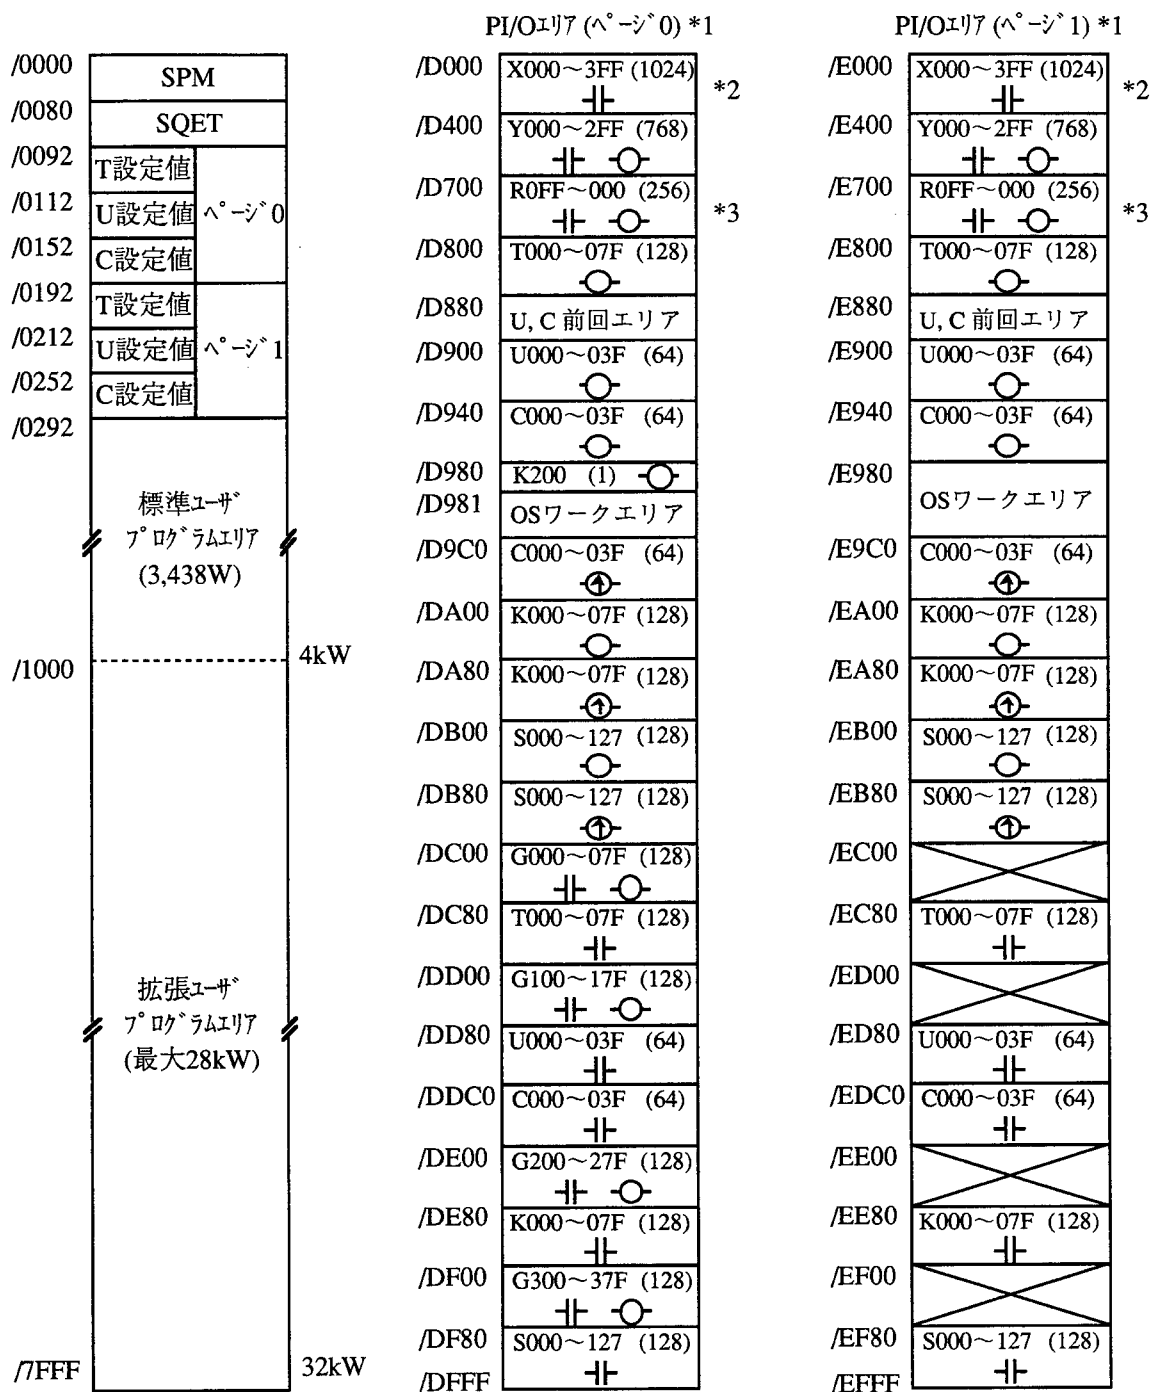 /0000 SPM
/0080 SQET
/0092 T設定値
/0112 U設定値 ページ0
/0152 C設定値
/0192 T設定値
/0212 U設定値 ページ1
/0252 C設定値
/0292
標準ユーザ
プログラムエリア
(3,438W)
/1000 4kW
拡張ユーザ
プログラムエリア
(最大28kW)
/7FFF 32kW
PI/Oエリア (ページ0) *1
/D000 X000～3FF (1024) *2
/D400 Y000～2FF (768)
/D700 R0FF～000 (256) *3
/D800 T000～07F (128)
/D880 U, C 前回エリア
/D900 U000～03F (64)
/D940 C000～03F (64)
/D980 K200 (1)
/D981 OSワークエリア
/D9C0 C000～03F (64)
/DA00 K000～07F (128)
/DA80 K000～07F (128)
/DB00 S000～127 (128)
/DB80 S000～127 (128)
/DC00 G000～07F (128)
/DC80 T000～07F (128)
/DD00 G100～17F (128)
/DD80 U000～03F (64)
/DDC0 C000～03F (64)
/DE00 G200～27F (128)
/DE80 K000～07F (128)
/DF00 G300～37F (128)
/DF80 S000～127 (128)
/DFFF
PI/Oエリア (ページ1) *1
/E000 X000～3FF (1024) *2
/E400 Y000～2FF (768)
/E700 R0FF～000 (256) *3
/E800 T000～07F (128)
/E880 U, C 前回エリア
/E900 U000～03F (64)
/E940 C000～03F (64)
/E980 OSワークエリア
/E9C0 C000～03F (64)
/EA00 K000～07F (128)
/EA80 K000～07F (128)
/EB00 S000～127 (128)
/EB80 S000～127 (128)
/EC00
/EC80 T000～07F (128)
/ED00
/ED80 U000～03F (64)
/EDC0 C000～03F (64)
/EE00
/EE80 K000～07F (128)
/EF00
/EF80 S000～127 (128)
/EFFF